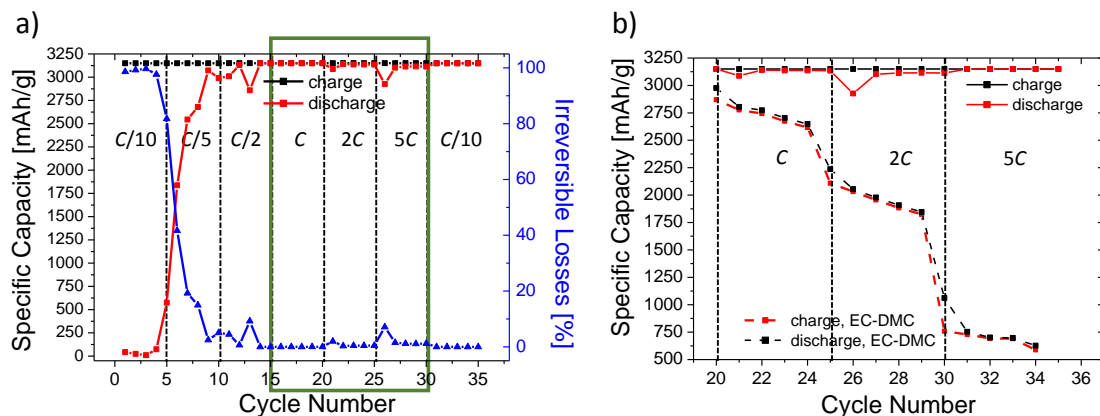 a)
Specific Capacity [mAh/g]
3250
3000
2750
2500
2250
2000
1750
1500
1250
1000
750
500
250
0
charge
discharge
C/10
C/5
C/2
C
2C
5C
C/10
100
80
60
40
20
0
Irreversible Losses [%]
0
5
10
15
20
25
30
35
Cycle Number
b)
Specific Capacity [mAh/g]
3250
3000
2750
2500
2250
2000
1750
1500
1250
1000
750
500
charge
discharge
C
2C
5C
charge, EC-DMC
discharge, EC-DMC
20
22
24
26
28
30
32
34
36
Cycle Number